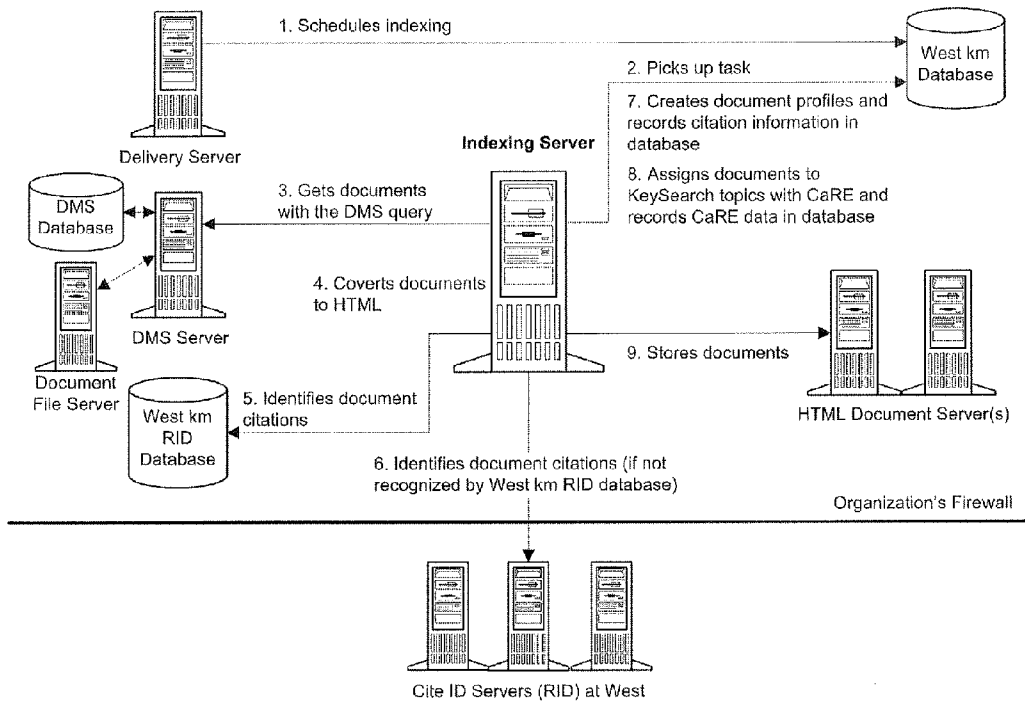 1. Schedules indexing
West km
Database
2. Picks up task
7. Creates document profiles and
records citation information in
database
8. Assigns documents to
KeySearch topics with CaRE and
records CaRE data in database
Delivery Server
Indexing Server
3. Gets documents
with the DMS query
DMS
Database
4. Coverts documents
to HTML
DMS Server
9. Stores documents
Document
File Server
HTML Document Server(s)
5. Identifies document
citations
West km
RID
Database
6. Identifies document citations (if not
recognized by West km RID database)
Organization's Firewall
Cite ID Servers (RID) at West